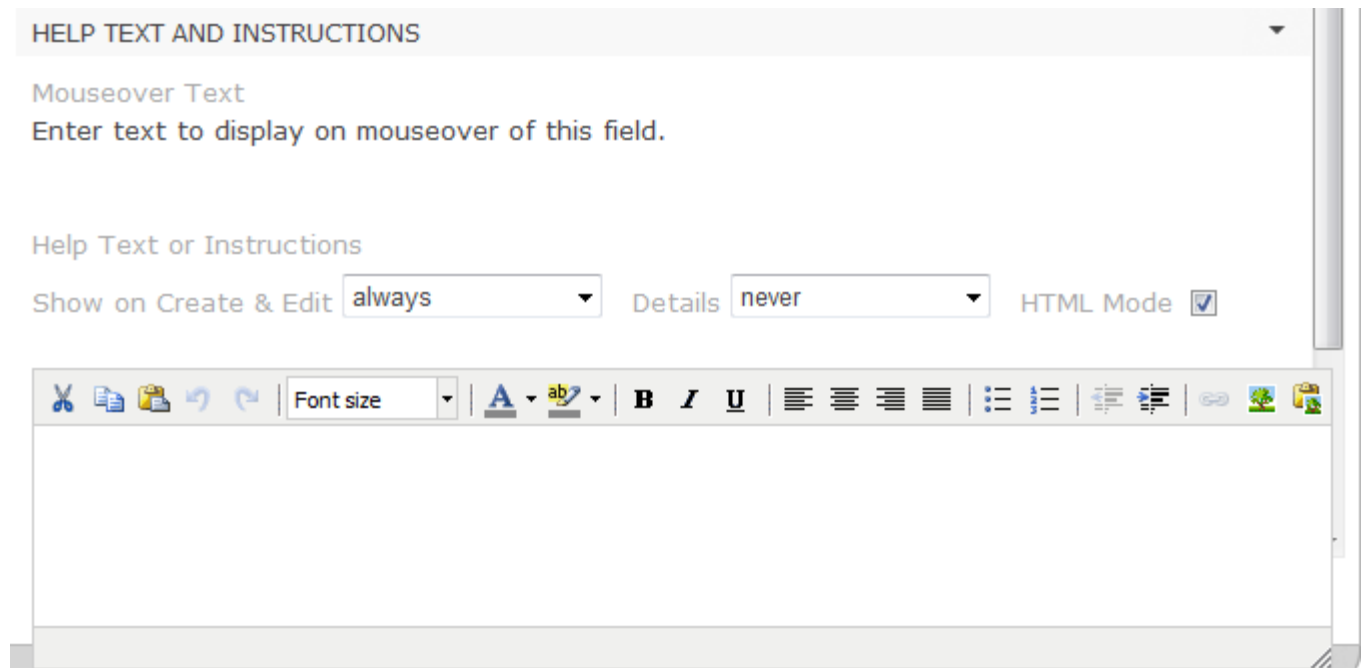 HELP TEXT AND INSTRUCTIONS
Mouseover Text
Enter text to display on mouseover of this field.
Help Text or Instructions
Show on Create & Edit always Details never HTML Mode
Font size A ab B I U